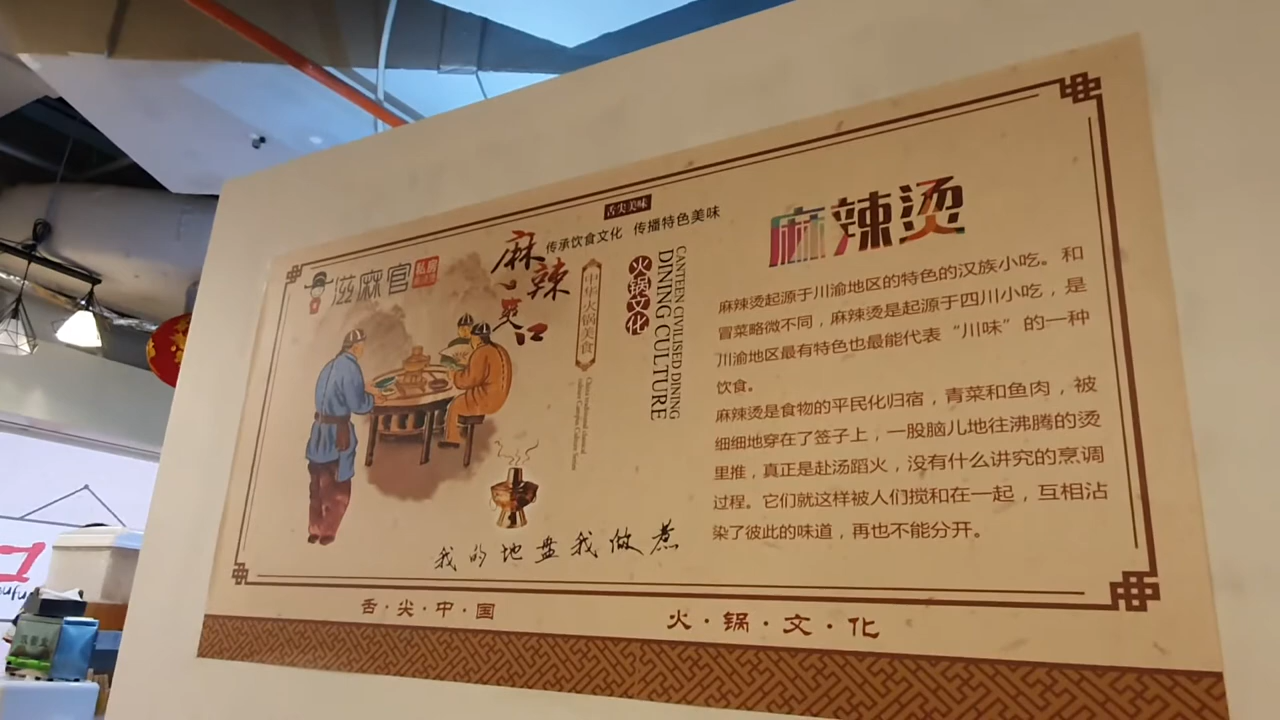 舌尖美味
传承饮食文化 传播特色美味
滋麻官
私房
麻辣
爽口
中华火锅美食
火锅文化
CANTEEN CIVILISED DINING
DINING CULTURE
麻辣烫
麻辣烫起源于川渝地区的特色的汉族小吃。和
冒菜略微不同，麻辣烫是起源于四川小吃，是
川渝地区最有特色也最能代表“川味”的一种
饮食。
麻辣烫是食物的平民化归宿，青菜和鱼肉，被
细细地穿在了签子上，一股脑儿地往沸腾的烫
里推，真正是赴汤蹈火，没有什么讲究的烹调
过程。它们就这样被人们搅和在一起，互相沾
染了彼此的味道，再也不能分开。
我的地盘我做煮
舌·尖·中·国
火·锅·文·化